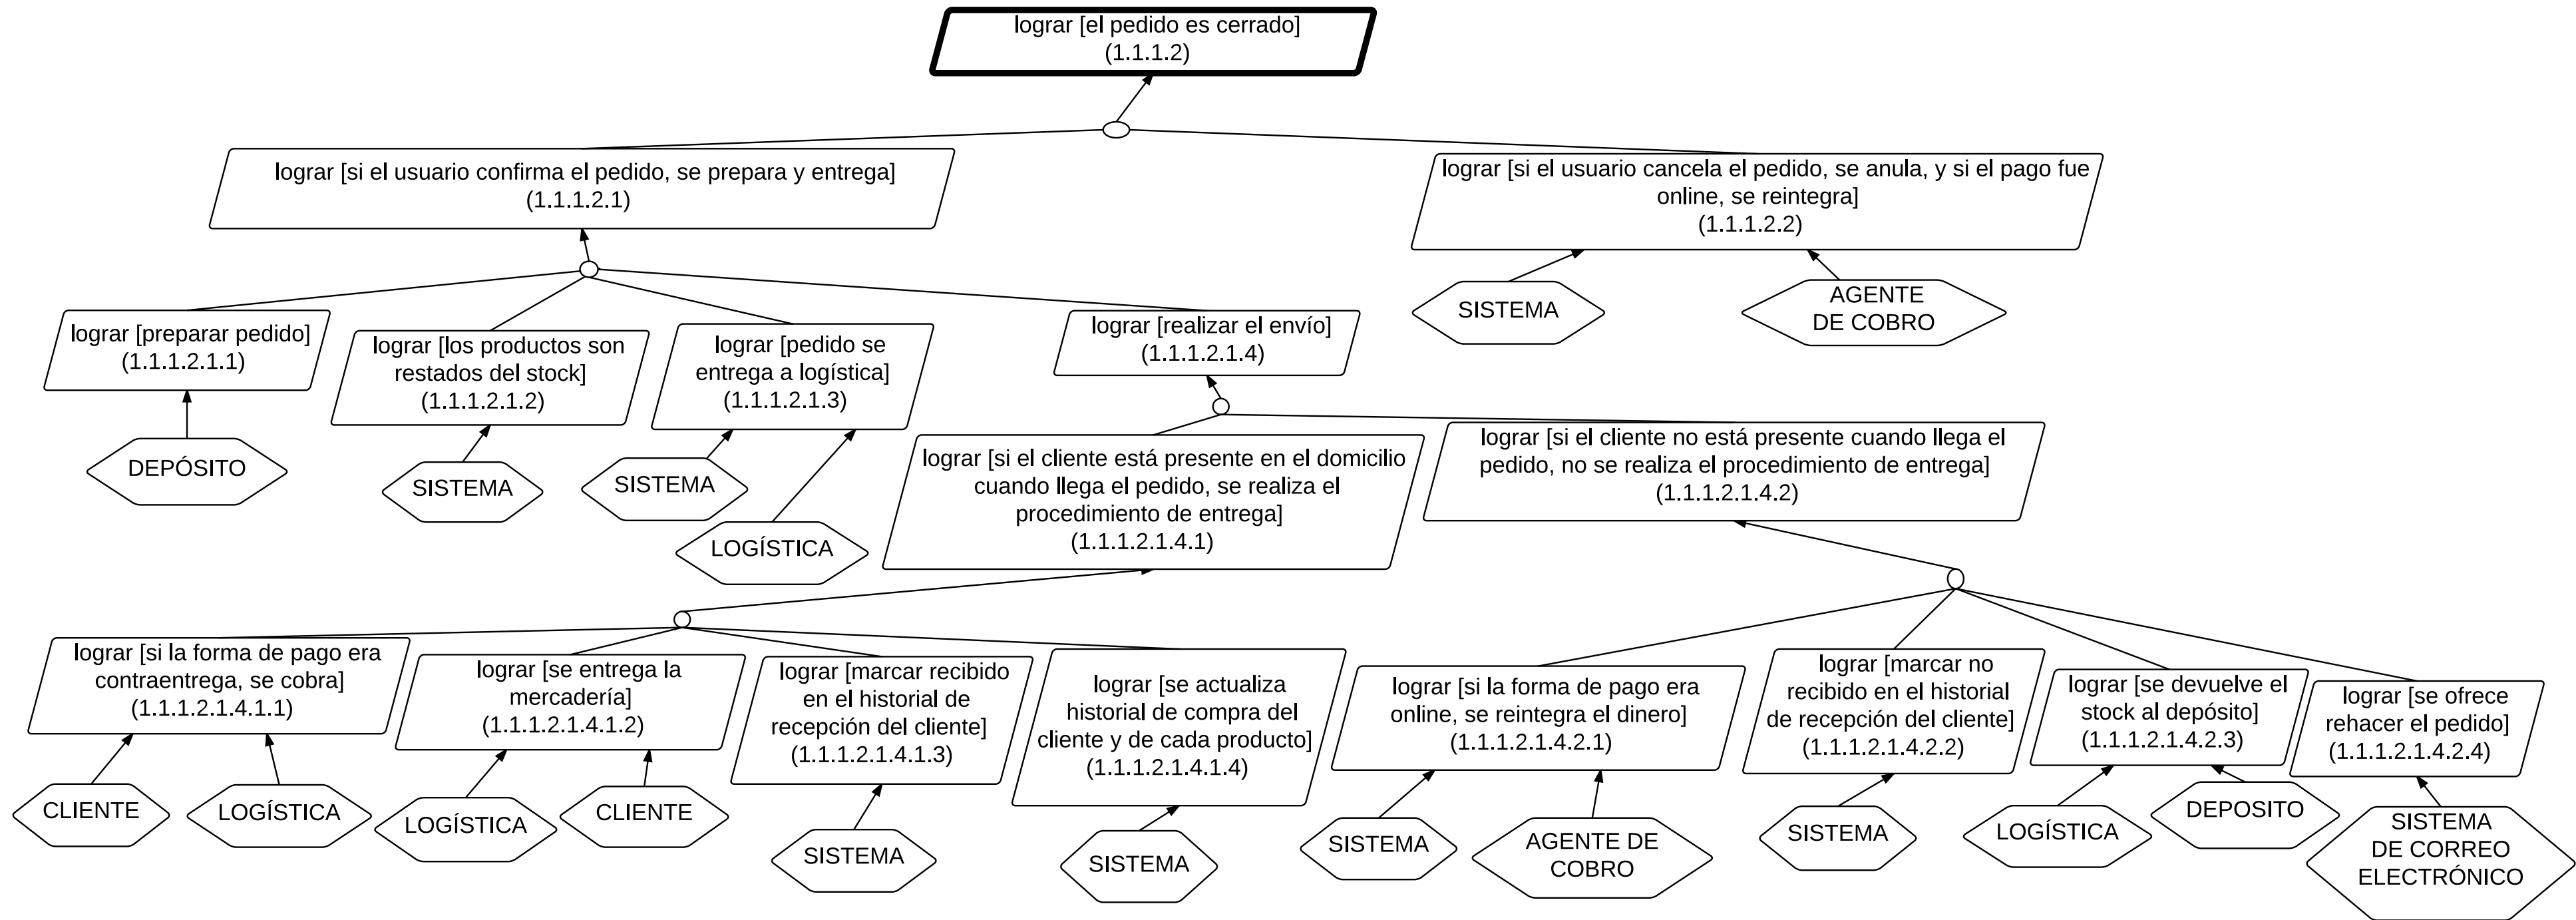 lograr [el pedido es cerrado]
(1.1.1.2)
lograr [si el usuario confirma el pedido, se prepara y entrega]
(1.1.1.2.1)
lograr [si el usuario cancela el pedido, se anula, y si el pago fue
online, se reintegra]
(1.1.1.2.2)
SISTEMA
AGENTE
DE COBRO
lograr [preparar pedido]
(1.1.1.2.1.1)
lograr [los productos son
restados del stock]
(1.1.1.2.1.2)
lograr [pedido se
entrega a logística]
(1.1.1.2.1.3)
lograr [realizar el envío]
(1.1.1.2.1.4)
DEPÓSITO
SISTEMA
SISTEMA
LOGÍSTICA
lograr [si el cliente está presente en el domicilio
cuando llega el pedido, se realiza el
procedimiento de entrega]
(1.1.1.2.1.4.1)
lograr [si el cliente no está presente cuando llega el
pedido, no se realiza el procedimiento de entrega]
(1.1.1.2.1.4.2)
lograr [si la forma de pago era
contraentrega, se cobra]
(1.1.1.2.1.4.1.1)
lograr [se entrega la
mercadería]
(1.1.1.2.1.4.1.2)
lograr [marcar recibido
en el historial de
recepción del cliente]
(1.1.1.2.1.4.1.3)
lograr [se actualiza
historial de compra del
cliente y de cada producto]
(1.1.1.2.1.4.1.4)
lograr [si la forma de pago era
online, se reintegra el dinero]
(1.1.1.2.1.4.2.1)
lograr [marcar no
recibido en el historial
de recepción del cliente]
(1.1.1.2.1.4.2.2)
lograr [se devuelve el
stock al depósito]
(1.1.1.2.1.4.2.3)
lograr [se ofrece
rehacer el pedido]
(1.1.1.2.1.4.2.4)
CLIENTE
LOGÍSTICA
LOGÍSTICA
CLIENTE
SISTEMA
SISTEMA
SISTEMA
AGENTE DE
COBRO
SISTEMA
LOGÍSTICA
DEPOSITO
SISTEMA
DE CORREO
ELECTRÓNICO